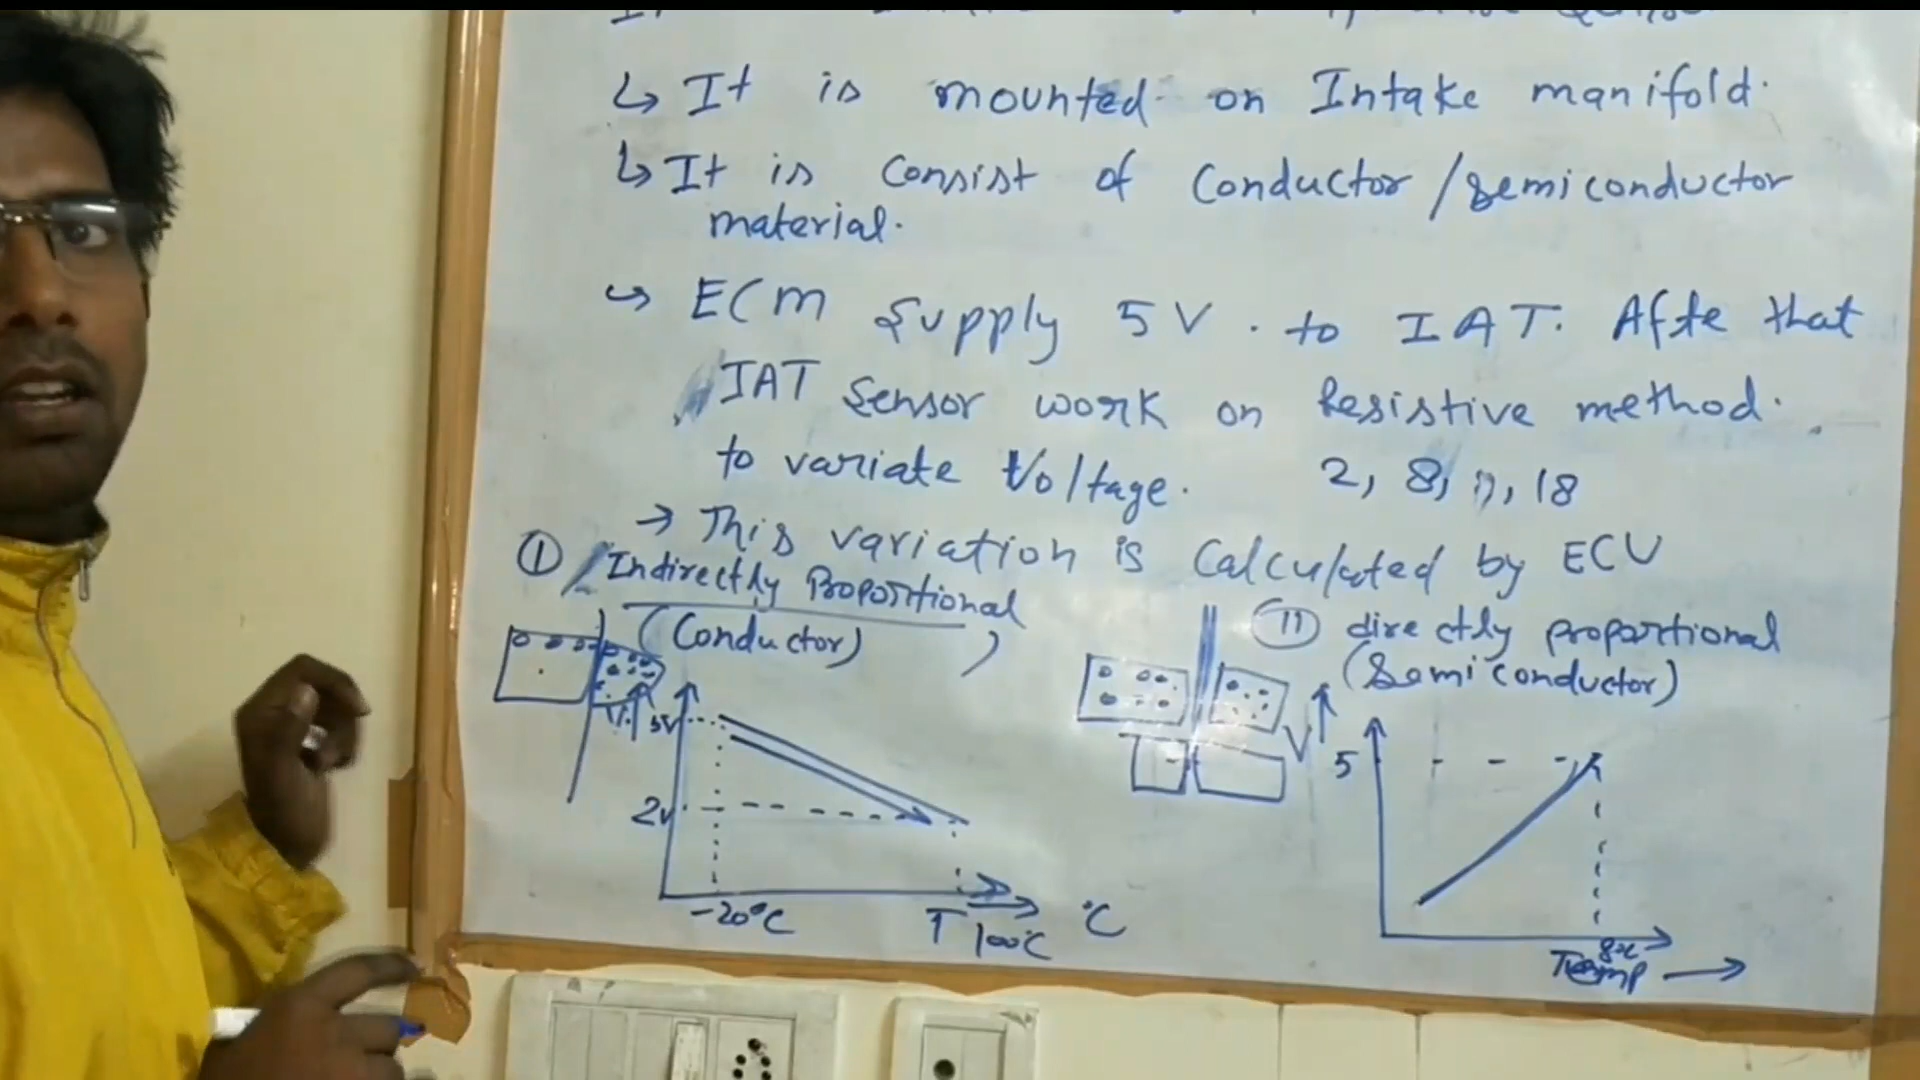 ↳ It is mounted on Intake manifold.
↳ It is consist of Conductor / semiconductor
material.
↳ ECM Supply 5V. to IAT. Afte that
IAT Sensor work on Resistive method.
to variate Voltage. 2, 8, 18
→ This variation is Calculated by ECU
① Indirectly Proportional
(Conductor)
II directly proportional
(Semi conductor)
5V
2v
-20°C
T
100°C
°C
V
5
Temp